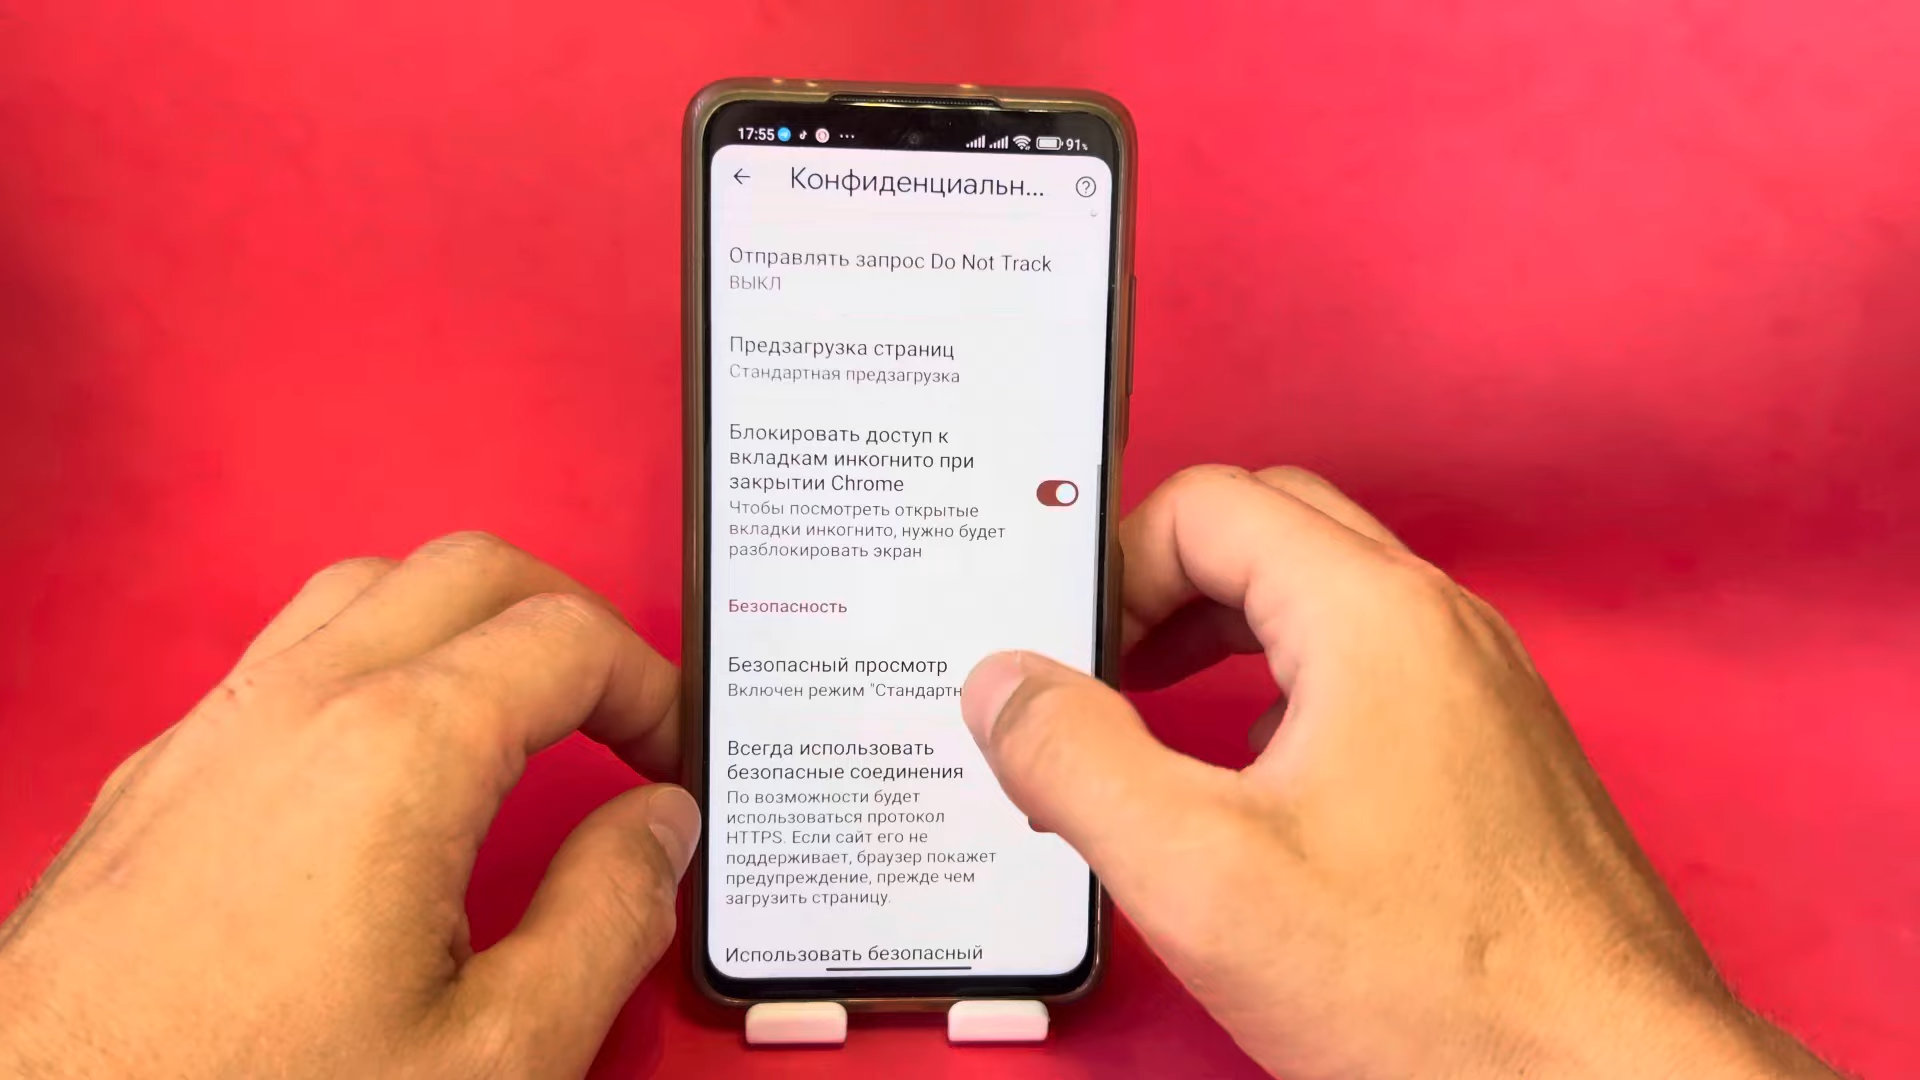 17:55
91%
Конфиденциальн...
Отправлять запрос Do Not Track
ВЫКЛ
Предзагрузка страниц
Стандартная предзагрузка
Блокировать доступ к
вкладкам инкогнито при
закрытии Chrome
Чтобы посмотреть открытые
вкладки инкогнито, нужно будет
разблокировать экран
Безопасность
Безопасный просмотр
Включен режим "Стандартн
Всегда использовать
безопасные соединения
По возможности будет
использоваться протокол
HTTPS. Если сайт его не
поддерживает, браузер покажет
предупреждение, прежде чем
загрузить страницу.
Использовать безопасный